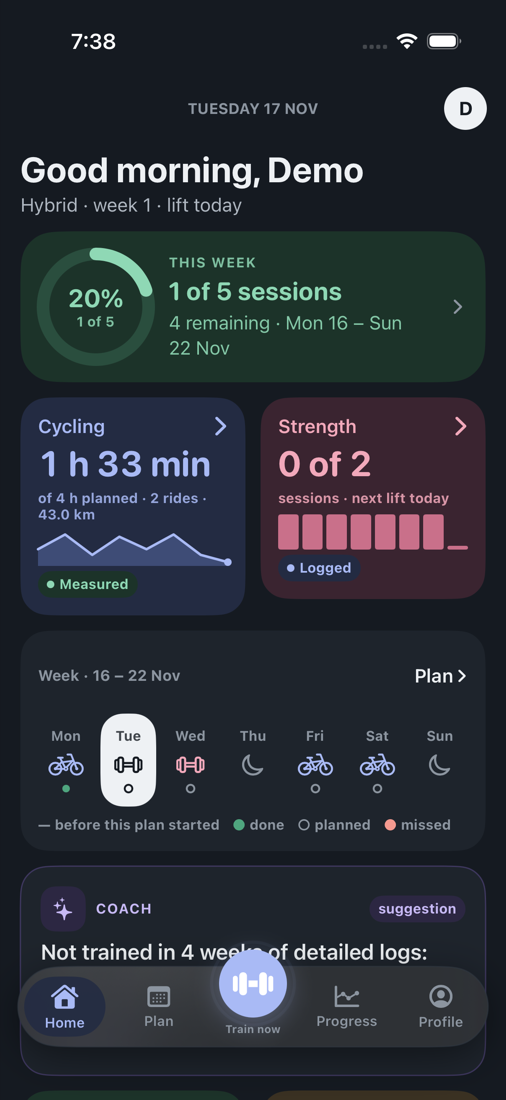 7:38
TUESDAY 17 NOV
D
Good morning, Demo
Hybrid · week 1 · lift today
20%
1 of 5
THIS WEEK
1 of 5 sessions
4 remaining · Mon 16 – Sun
22 Nov
Cycling
1 h 33 min
of 4 h planned · 2 rides ·
43.0 km
Measured
Strength
0 of 2
sessions · next lift today
Logged
Week · 16 – 22 Nov
Plan
Mon
Tue
Wed
Thu
Fri
Sat
Sun
— before this plan started
done
planned
missed
COACH
suggestion
Not trained in 4 weeks of detailed logs:
Home
Plan
Train now
Progress
Profile